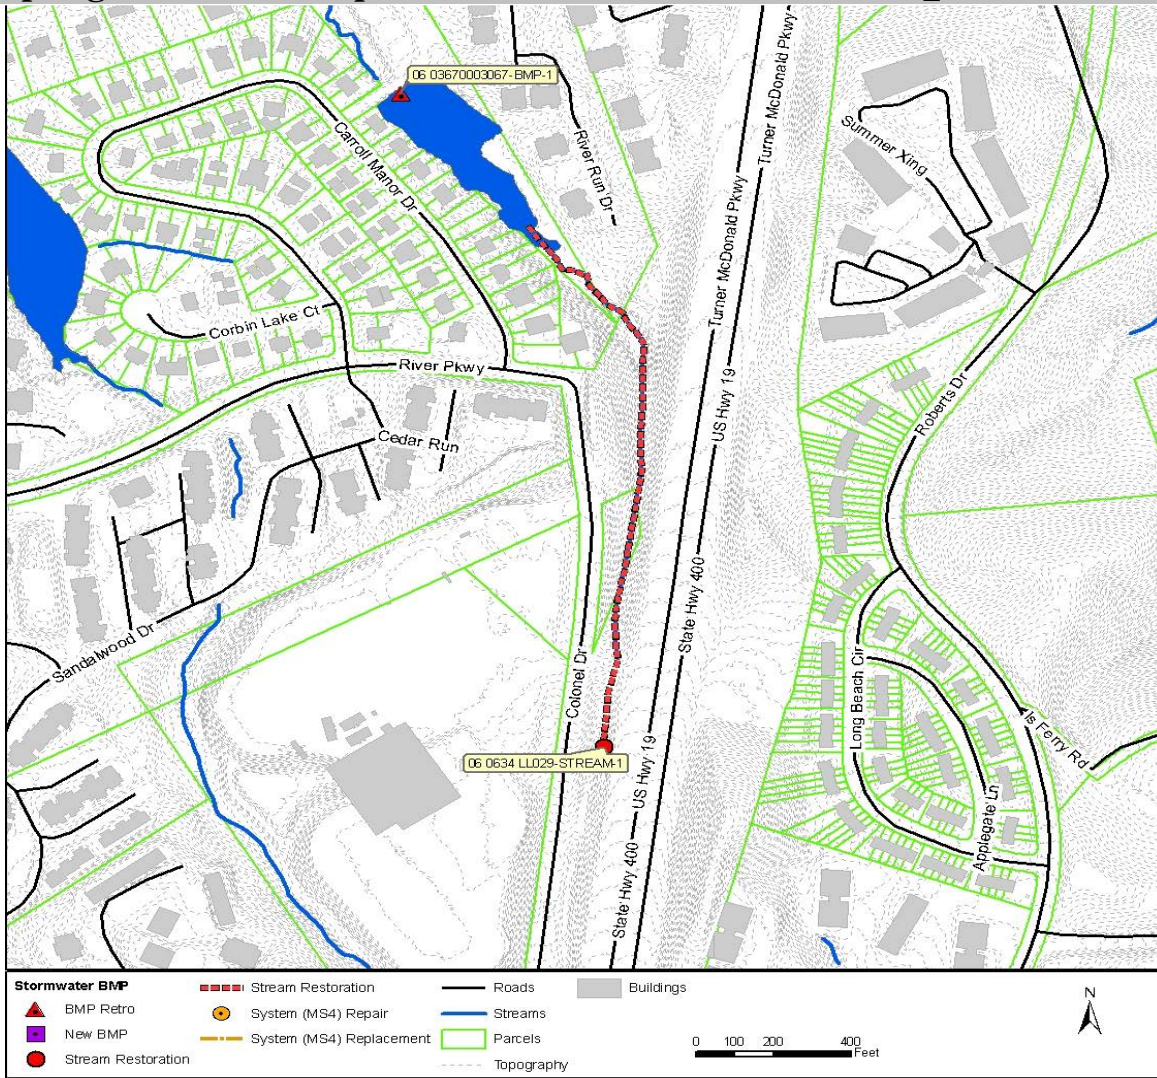 06 03670003067-BMP-1
Turner McDonald Pkwy
Summer Xing
River Run Dr
Carroll Manor Dr
Turner McDonald Pkwy
Corbin Lake Ct
River Pkwy
US Hwy 19
Roberts Dr
Cedar Run
State Hwy 400
Sandalwood Dr
Colonel Dr
Long Beach Cir
ls Ferry Rd
06 0634 LL029-STREAM-1
US Hwy 19
Applegate Ln
State Hwy 400
Stormwater BMP
BMP Retro
New BMP
Stream Restoration
Stream Restoration
System (MS4) Repair
System (MS4) Replacement
Roads
Streams
Parcels
Topography
Buildings
N
0 100 200 400
Feet